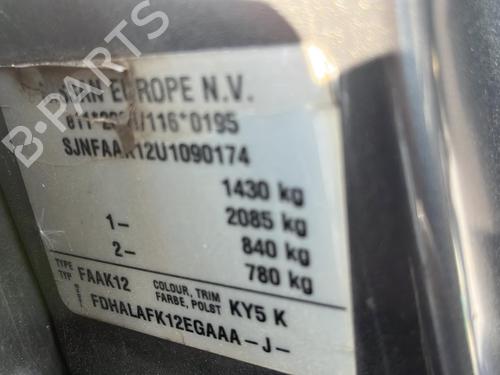 B-PARTS
EUROPE N.V.
/116*0195
SJNFAAK12U1090174
1430 kg
1- 2085 kg
2- 840 kg
780 kg
TYPE
TYP FAAK12 COLOUR, TRIM
FARBE, POLST KY5 K
FDHALAFK12EGAAA-J-